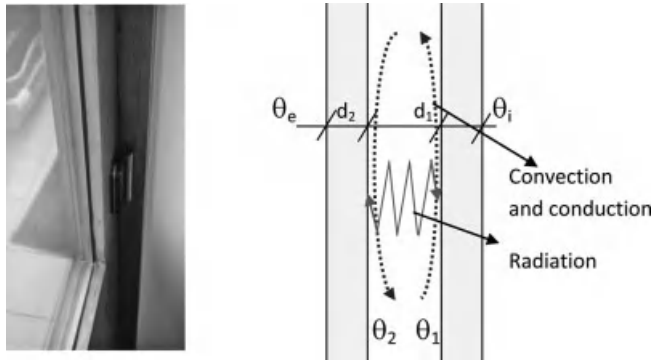 θe d2 d1 θi
Convection
and conduction
Radiation
θ2 θ1